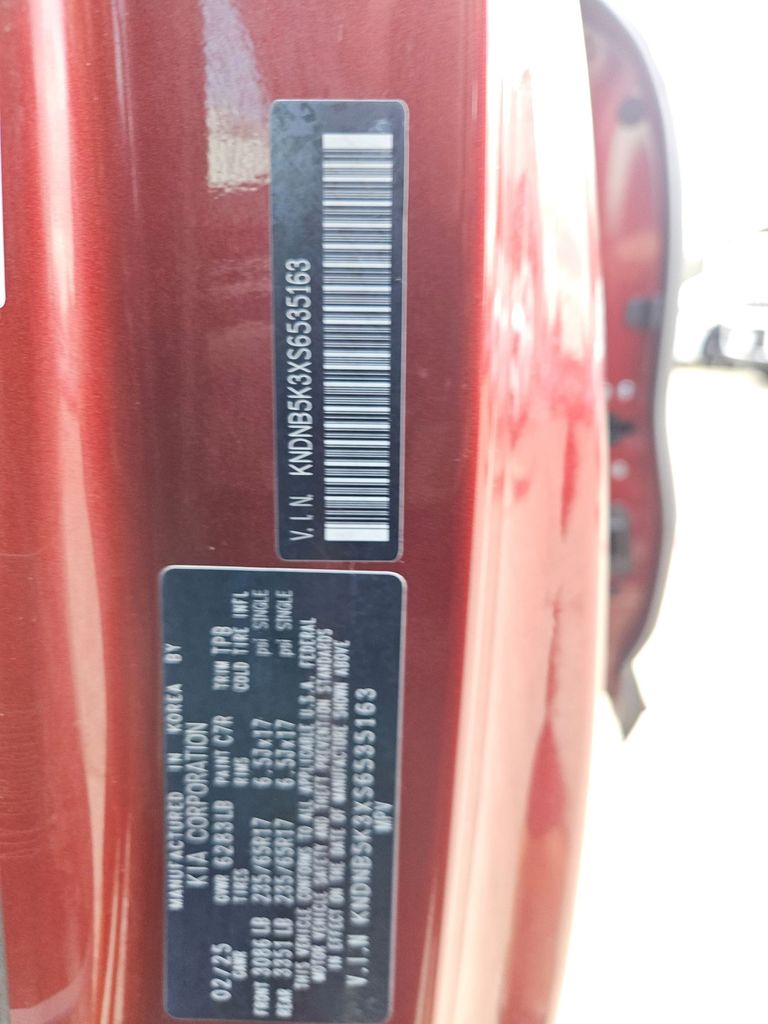 V.I.N. KNDNB5K3XS6535163
MANUFACTURED IN KOREA BY
KIA CORPORATION
02/25 GVWR 6283LB PAINT C7R TRIM TPB
GAWR TIRES RIMS COLD TIRE INFL
FRONT 3086 LB 235/65R17 6.5Jx17 psi SINGLE
REAR 3351 LB 235/65R17 6.5Jx17 psi SINGLE
THIS VEHICLE CONFORMS TO ALL APPLICABLE U.S.A. FEDERAL
MOTOR VEHICLE SAFETY AND THEFT PREVENTION STANDARDS
IN EFFECT ON THE DATE OF MANUFACTURE SHOWN ABOVE
V.I.N KNDNB5K3XS6535163
MPV